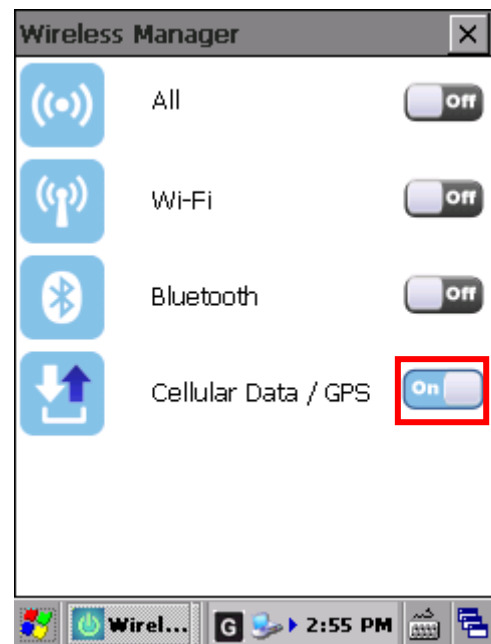 Wireless Manager
All Off
Wi-Fi Off
Bluetooth Off
Cellular Data / GPS On
Wirel... G 2:55 PM